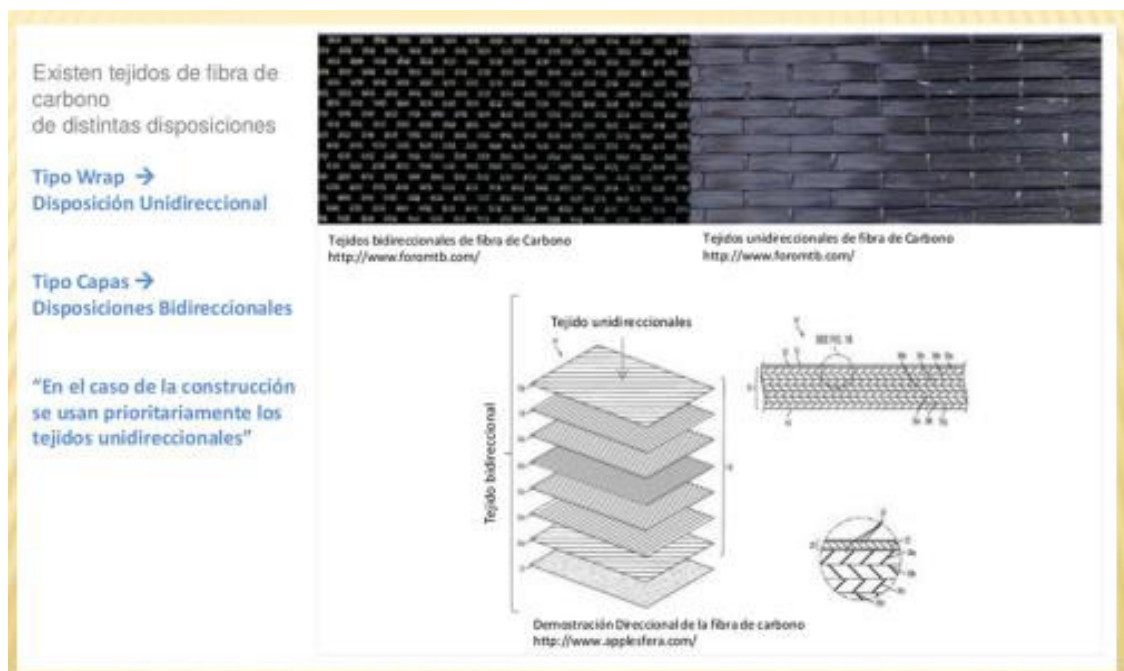 Existen tejidos de fibra de
carbono
de distintas disposiciones
Tipo Wrap →
Disposición Unidireccional
Tipo Capas →
Disposiciones Bidireccionales
“En el caso de la construcción
se usan prioritariamente los
tejidos unidireccionales”
Tejidos bidireccionales de fibra de Carbono
http://www.foromtb.com/
Tejidos unidireccionales de fibra de Carbono
http://www.foromtb.com/
Tejido unidireccionales
Tejido bidireccional
SEE FIG. 1B
Demostración Direccional de la fibra de carbono
http://www.applesfera.com/